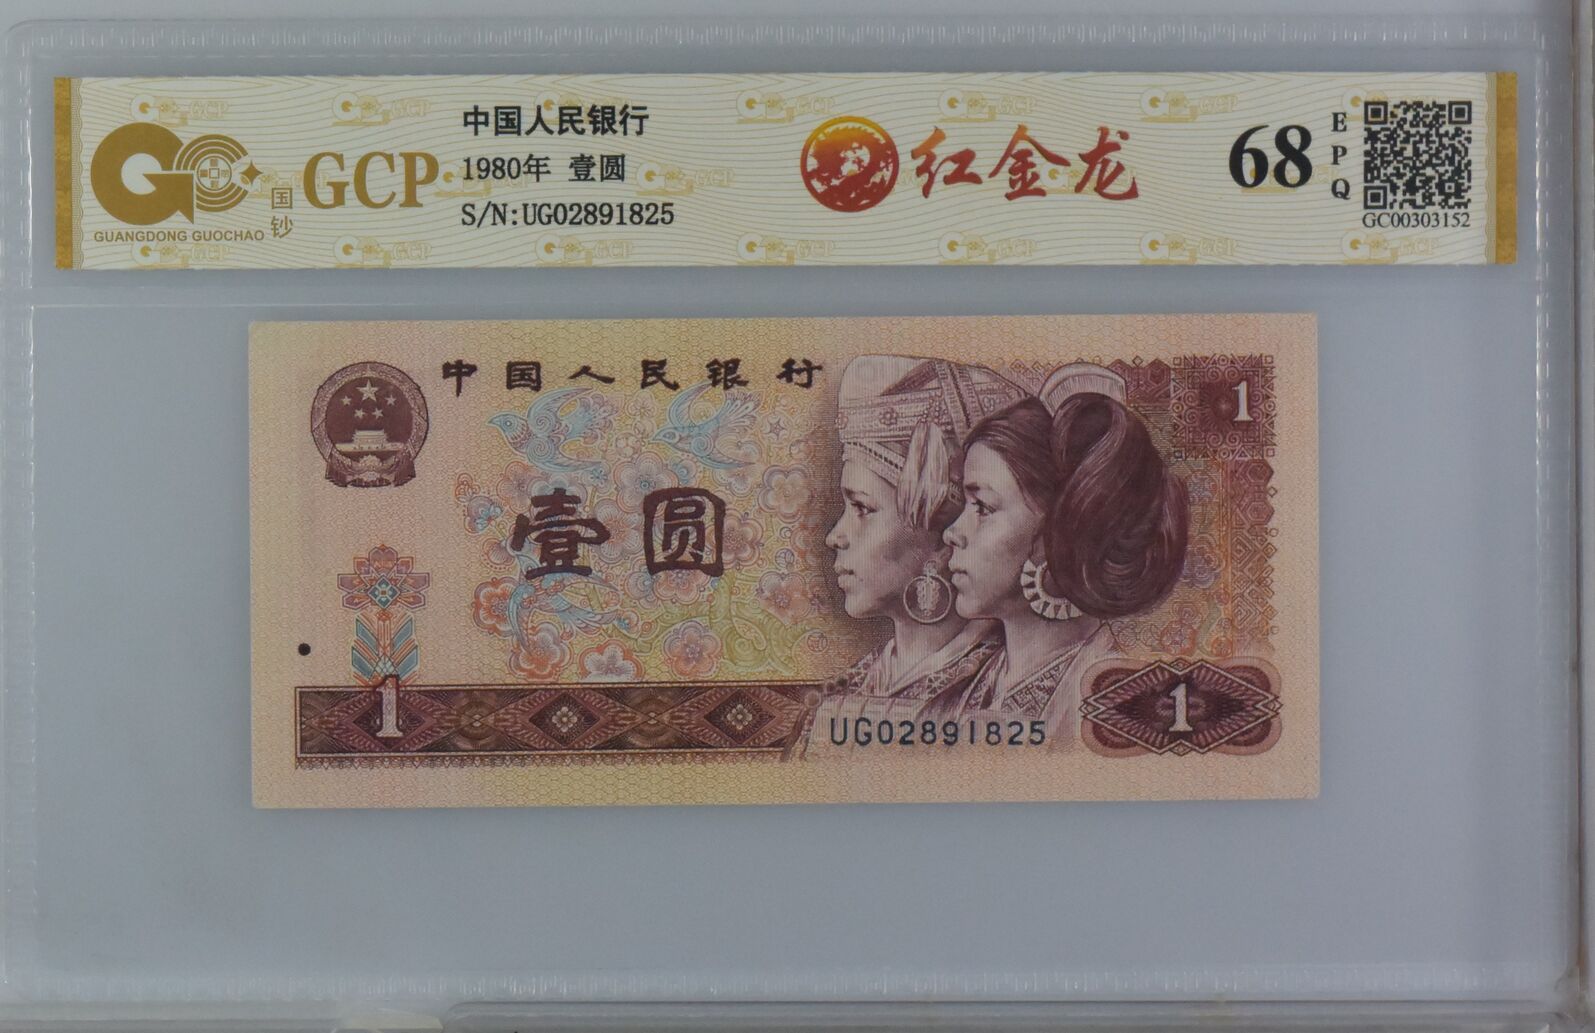 中国人民银行
1980年 壹圆
S/N:UG02891825
GCP
国钞
GUANGDONG GUOCHAO
红金龙
68
EPQ
GC00303152
中国人民银行
1
壹圆
1
UG02891825
1